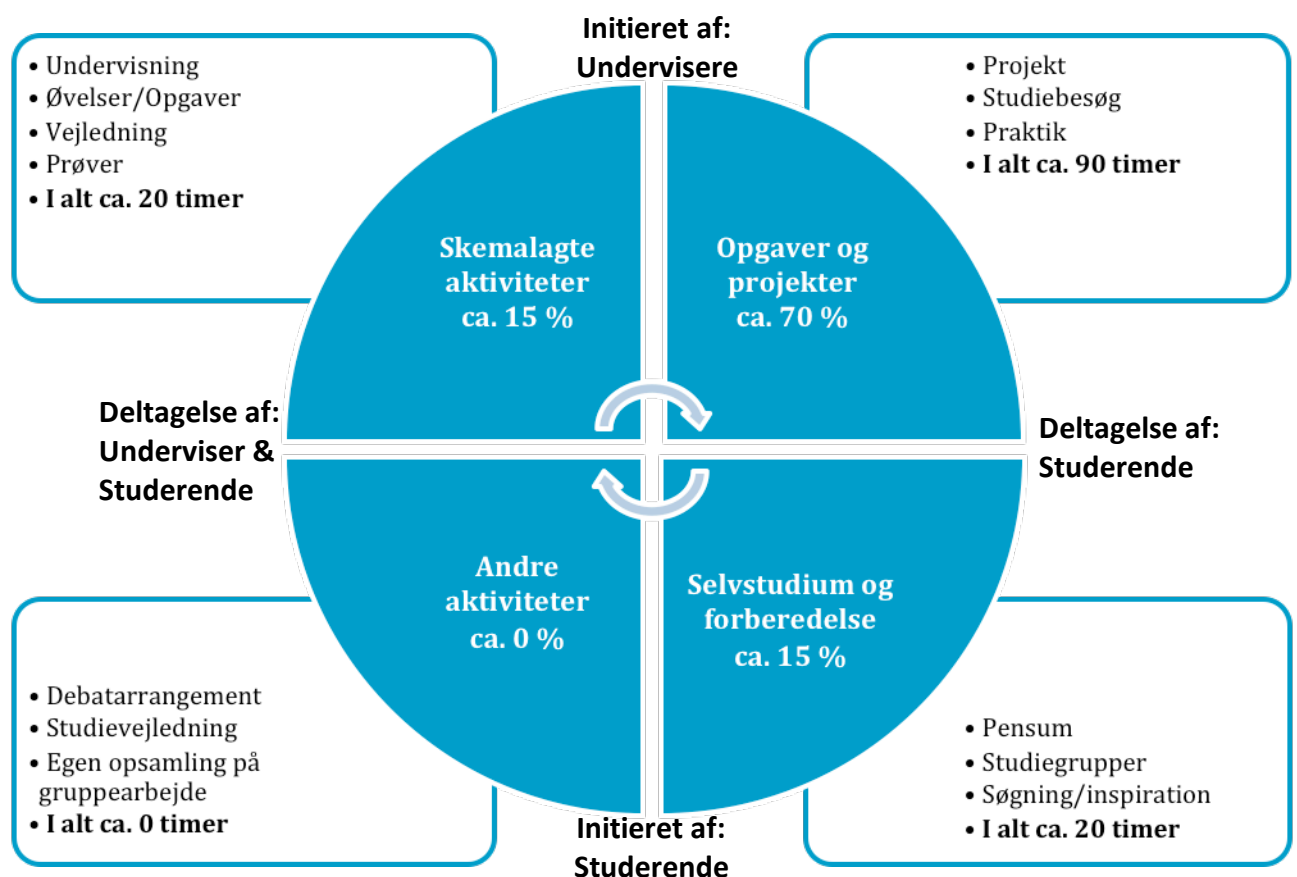 Initieret af:
Undervisere
• Undervisning
• Øvelser/Opgaver
• Vejledning
• Prøver
• I alt ca. 20 timer
• Projekt
• Studiebesøg
• Praktik
• I alt ca. 90 timer
Skemalagte
aktiviteter
ca. 15 %
Opgaver og
projekter
ca. 70 %
Deltagelse af:
Underviser &
Studerende
Deltagelse af:
Studerende
Andre
aktiviteter
ca. 0 %
Selvstudium og
forberedelse
ca. 15 %
• Debatarrangement
• Studievejledning
• Egen opsamling på
gruppearbejde
• I alt ca. 0 timer
• Pensum
• Studiegrupper
• Søgning/inspiration
• I alt ca. 20 timer
Initieret af:
Studerende